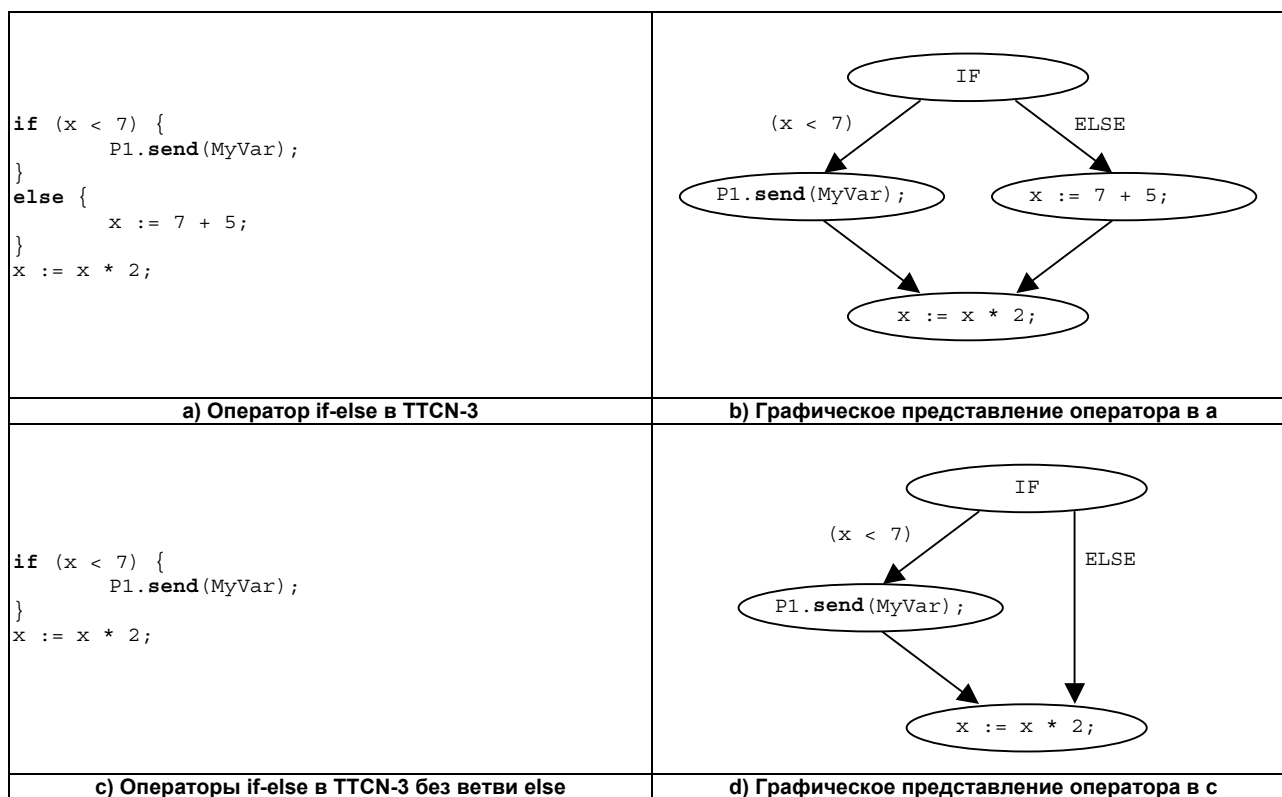 if (x < 7) {
P1.send(MyVar);
}
else {
x := 7 + 5;
}
x := x * 2;
IF
(x < 7)
ELSE
P1.send(MyVar);
x := 7 + 5;
x := x * 2;
a) Оператор if-else в TTCN-3
b) Графическое представление оператора в a
if (x < 7) {
P1.send(MyVar);
}
x := x * 2;
IF
(x < 7)
ELSE
P1.send(MyVar);
x := x * 2;
c) Операторы if-else в TTCN-3 без ветви else
d) Графическое представление оператора в c